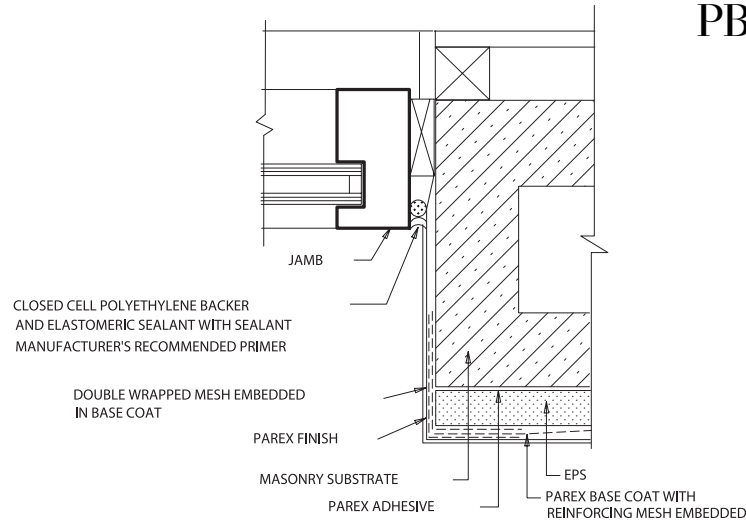 PB
JAMB
CLOSED CELL POLYETHYLENE BACKER
AND ELASTOMERIC SEALANT WITH SEALANT
MANUFACTURER'S RECOMMENDED PRIMER
DOUBLE WRAPPED MESH EMBEDDED
IN BASE COAT
PAREX FINISH
MASONRY SUBSTRATE
EPS
PAREX ADHESIVE
PAREX BASE COAT WITH
REINFORCING MESH EMBEDDED